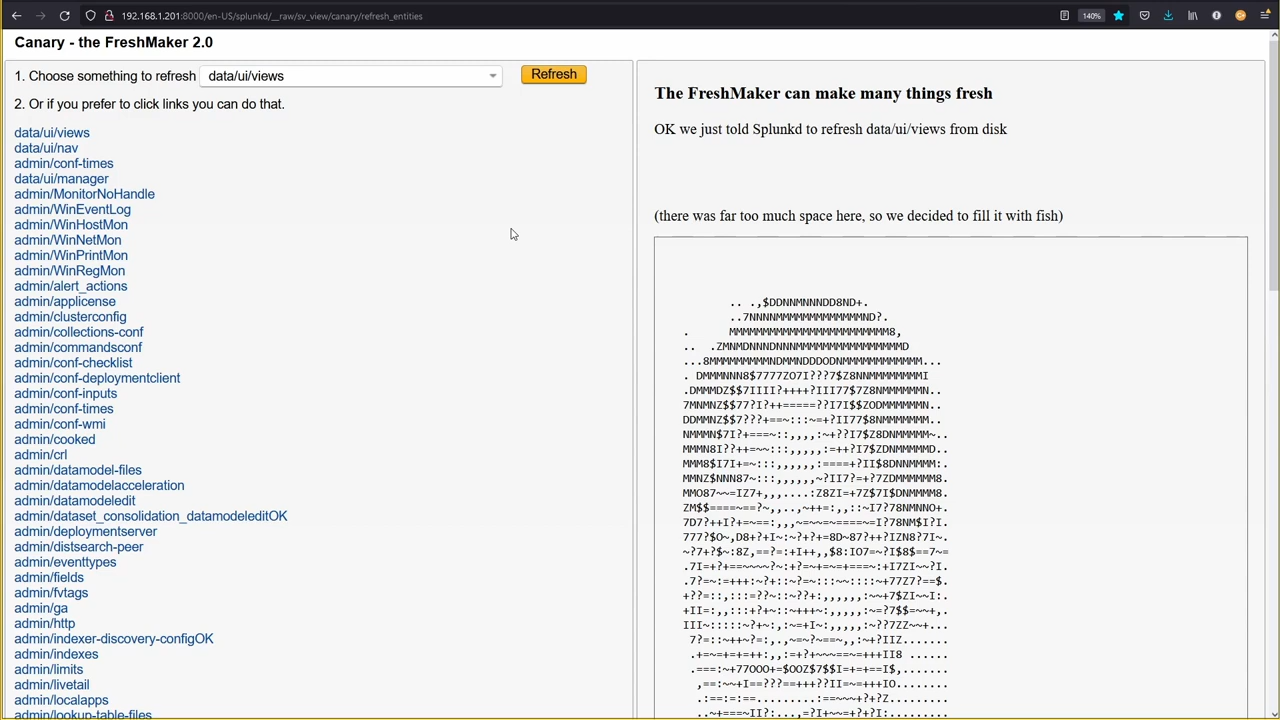 192.168.1.201:8000/en-US/splunkd/__raw/sv_view/canary/refresh_entities
140%
Canary - the FreshMaker 2.0
1. Choose something to refresh
data/ui/views
Refresh
2. Or if you prefer to click links you can do that.
data/ui/views
data/ui/nav
admin/conf-times
data/ui/manager
admin/MonitorNoHandle
admin/WinEventLog
admin/WinHostMon
admin/WinNetMon
admin/WinPrintMon
admin/WinRegMon
admin/alert_actions
admin/applicense
admin/clusterconfig
admin/collections-conf
admin/commandsconf
admin/conf-checklist
admin/conf-deploymentclient
admin/conf-inputs
admin/conf-times
admin/conf-wmi
admin/cooked
admin/crl
admin/datamodel-files
admin/datamodelacceleration
admin/datamodeledit
admin/dataset_consolidation_datamodeleditOK
admin/deploymentserver
admin/distsearch-peer
admin/eventtypes
admin/fields
admin/fvtags
admin/ga
admin/http
admin/indexer-discovery-configOK
admin/indexes
admin/limits
admin/livetail
admin/localapps
admin/lookup-table-files
The FreshMaker can make many things fresh
OK we just told Splunkd to refresh data/ui/views from disk
(there was far too much space here, so we decided to fill it with fish)